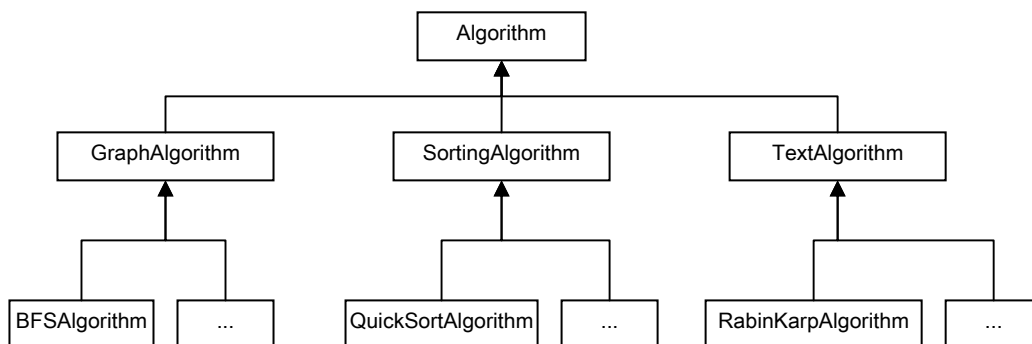 Algorithm
GraphAlgorithm
SortingAlgorithm
TextAlgorithm
BFSAlgorithm
...
QuickSortAlgorithm
...
RabinKarpAlgorithm
...